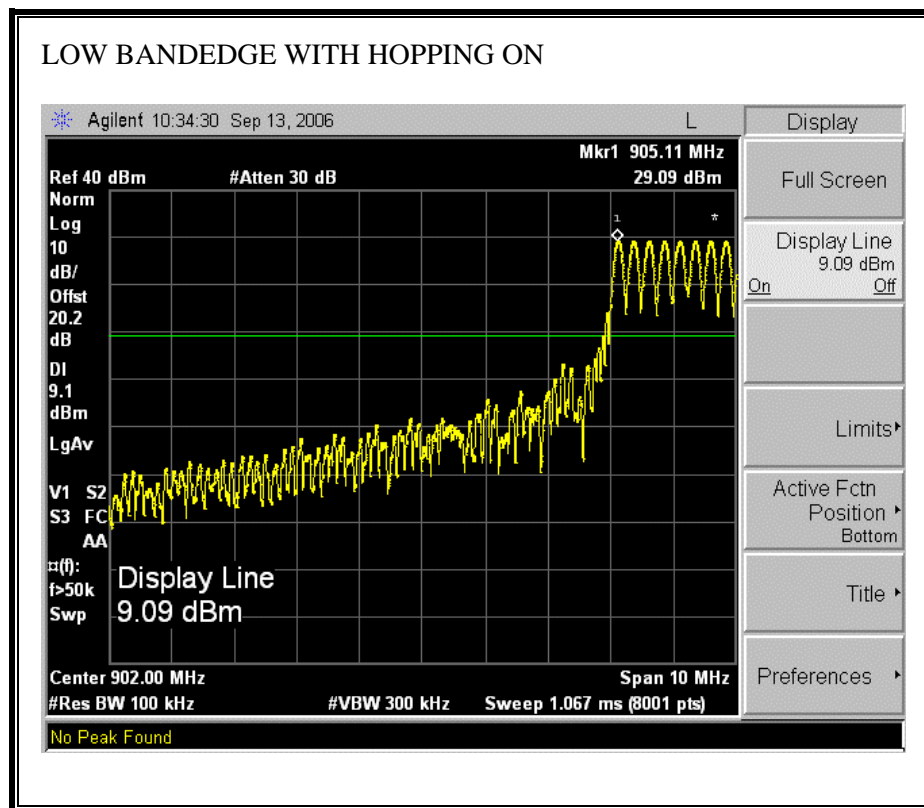 LOW BANDEDGE WITH HOPPING ON
Agilent 10:34:30 Sep 13, 2006 L Display
Mkr1 905.11 MHz
Ref 40 dBm #Atten 30 dB 29.09 dBm
Norm
Log
10
dB/
Offst
20.2
dB
DI
9.1
dBm
LgAv
V1 S2
S3 FC
AA
¤(f):
f>50k
Swp
1
*
Display Line
9.09 dBm
Center 902.00 MHz Span 10 MHz
#Res BW 100 kHz #VBW 300 kHz Sweep 1.067 ms (8001 pts)
No Peak Found
Full Screen
Display Line
9.09 dBm
On Off
Limits
Active Fctn
Position
Bottom
Title
Preferences